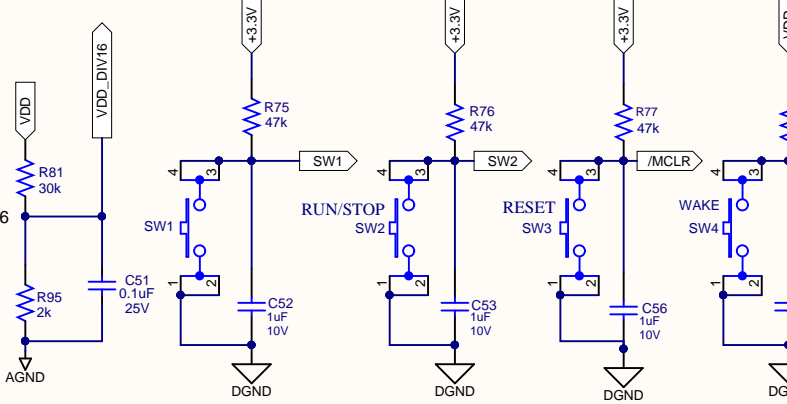 VDD
VDD_DIV16
R81
30k
6
R95
2k
C51
0.1uF
25V
AGND
+3.3V
R75
47k
SW1
4
3
SW1
1
2
C52
1uF
10V
DGND
+3.3V
R76
47k
SW2
4
3
RUN/STOP
SW2
1
2
C53
1uF
10V
DGND
+3.3V
R77
47k
/MCLR
4
3
RESET
SW3
1
2
C56
1uF
10V
DGND
VDD
4
3
WAKE
SW4
1
2
DG